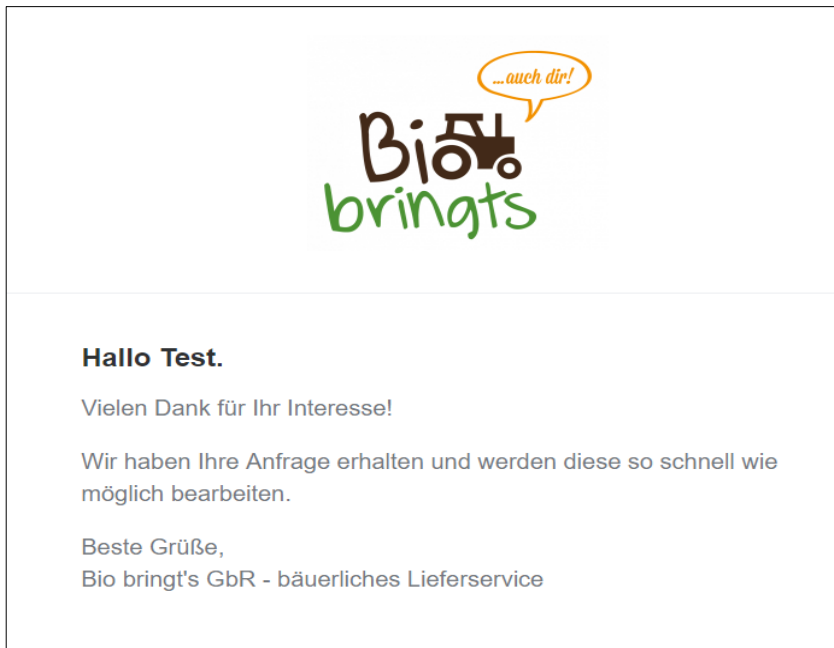 ...auch dir!
Bio
bringts
Hallo Test.
Vielen Dank für Ihr Interesse!
Wir haben Ihre Anfrage erhalten und werden diese so schnell wie
möglich bearbeiten.
Beste Grüße,
Bio bringt's GbR - bäuerliches Lieferservice